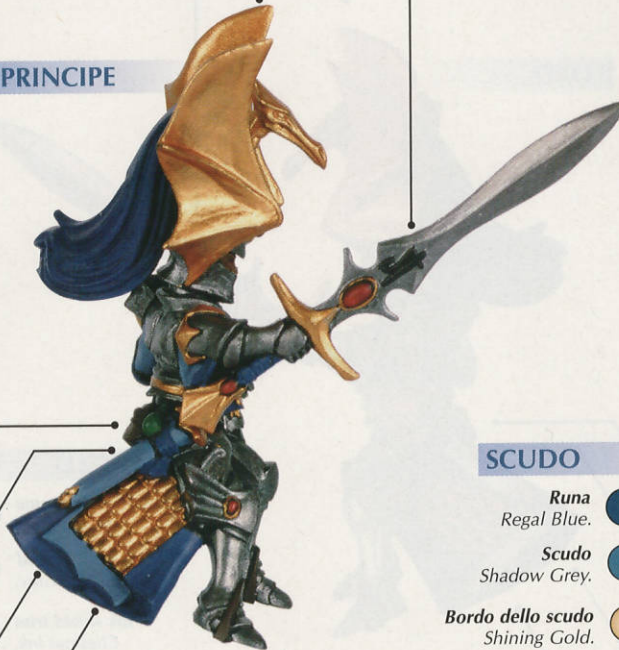 PRINCIPE
SCUDO
Runa
Regal Blue.
Scudo
Shadow Grey.
Bordo dello scudo
Shining Gold.